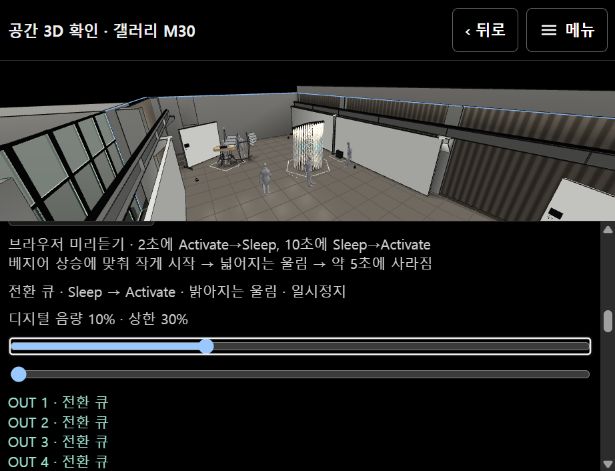 공간 3D 확인 · 갤러리 M30
‹ 뒤로
메뉴
브라우저 미리듣기 · 2초에 Activate→Sleep, 10초에 Sleep→Activate
베지어 상승에 맞춰 작게 시작 → 넓어지는 울림 → 약 5초에 사라짐
전환 큐 · Sleep → Activate · 밝아지는 울림 · 일시정지
디지털 음량 10% · 상한 30%
OUT 1 · 전환 큐
OUT 2 · 전환 큐
OUT 3 · 전환 큐
OUT 4 · 전환 큐